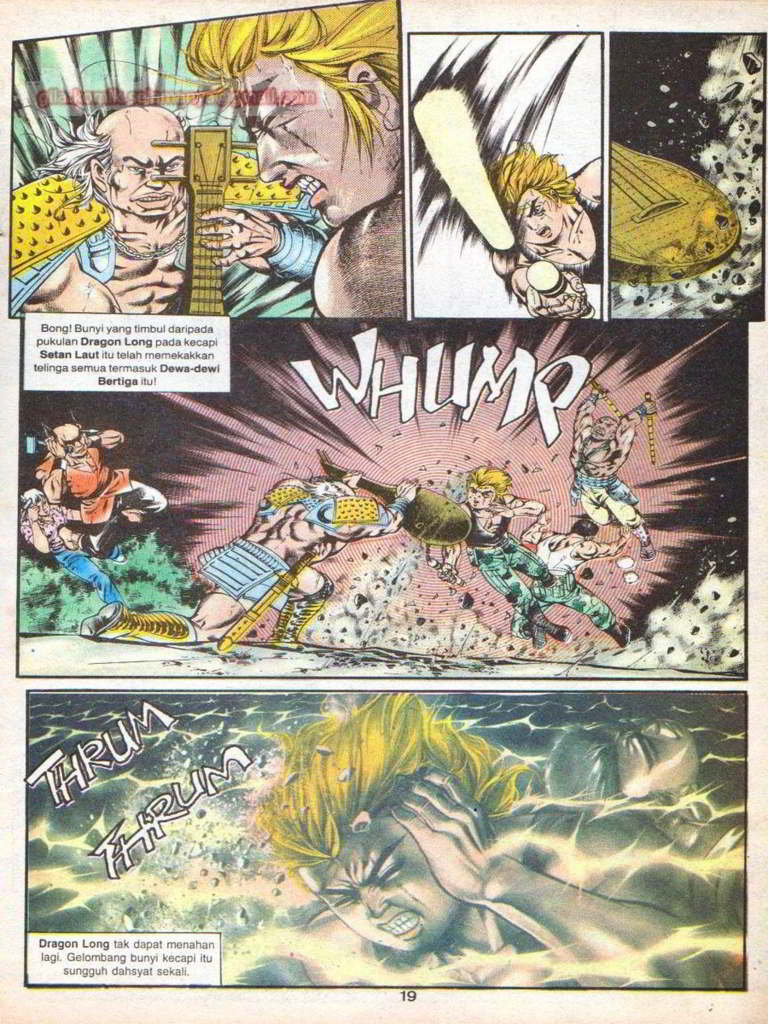 Bong! Bunyi yang timbul daripada
pukulan Dragon Long pada kecapi
Setan Laut itu telah memekakkan
telinga semua termasuk Dewa-dewi
Bertiga itu!
WHUMP
THRUM
THRUM
Dragon Long tak dapat menahan
lagi. Gelombang bunyi kecapi itu
sungguh dahsyat sekali.
19